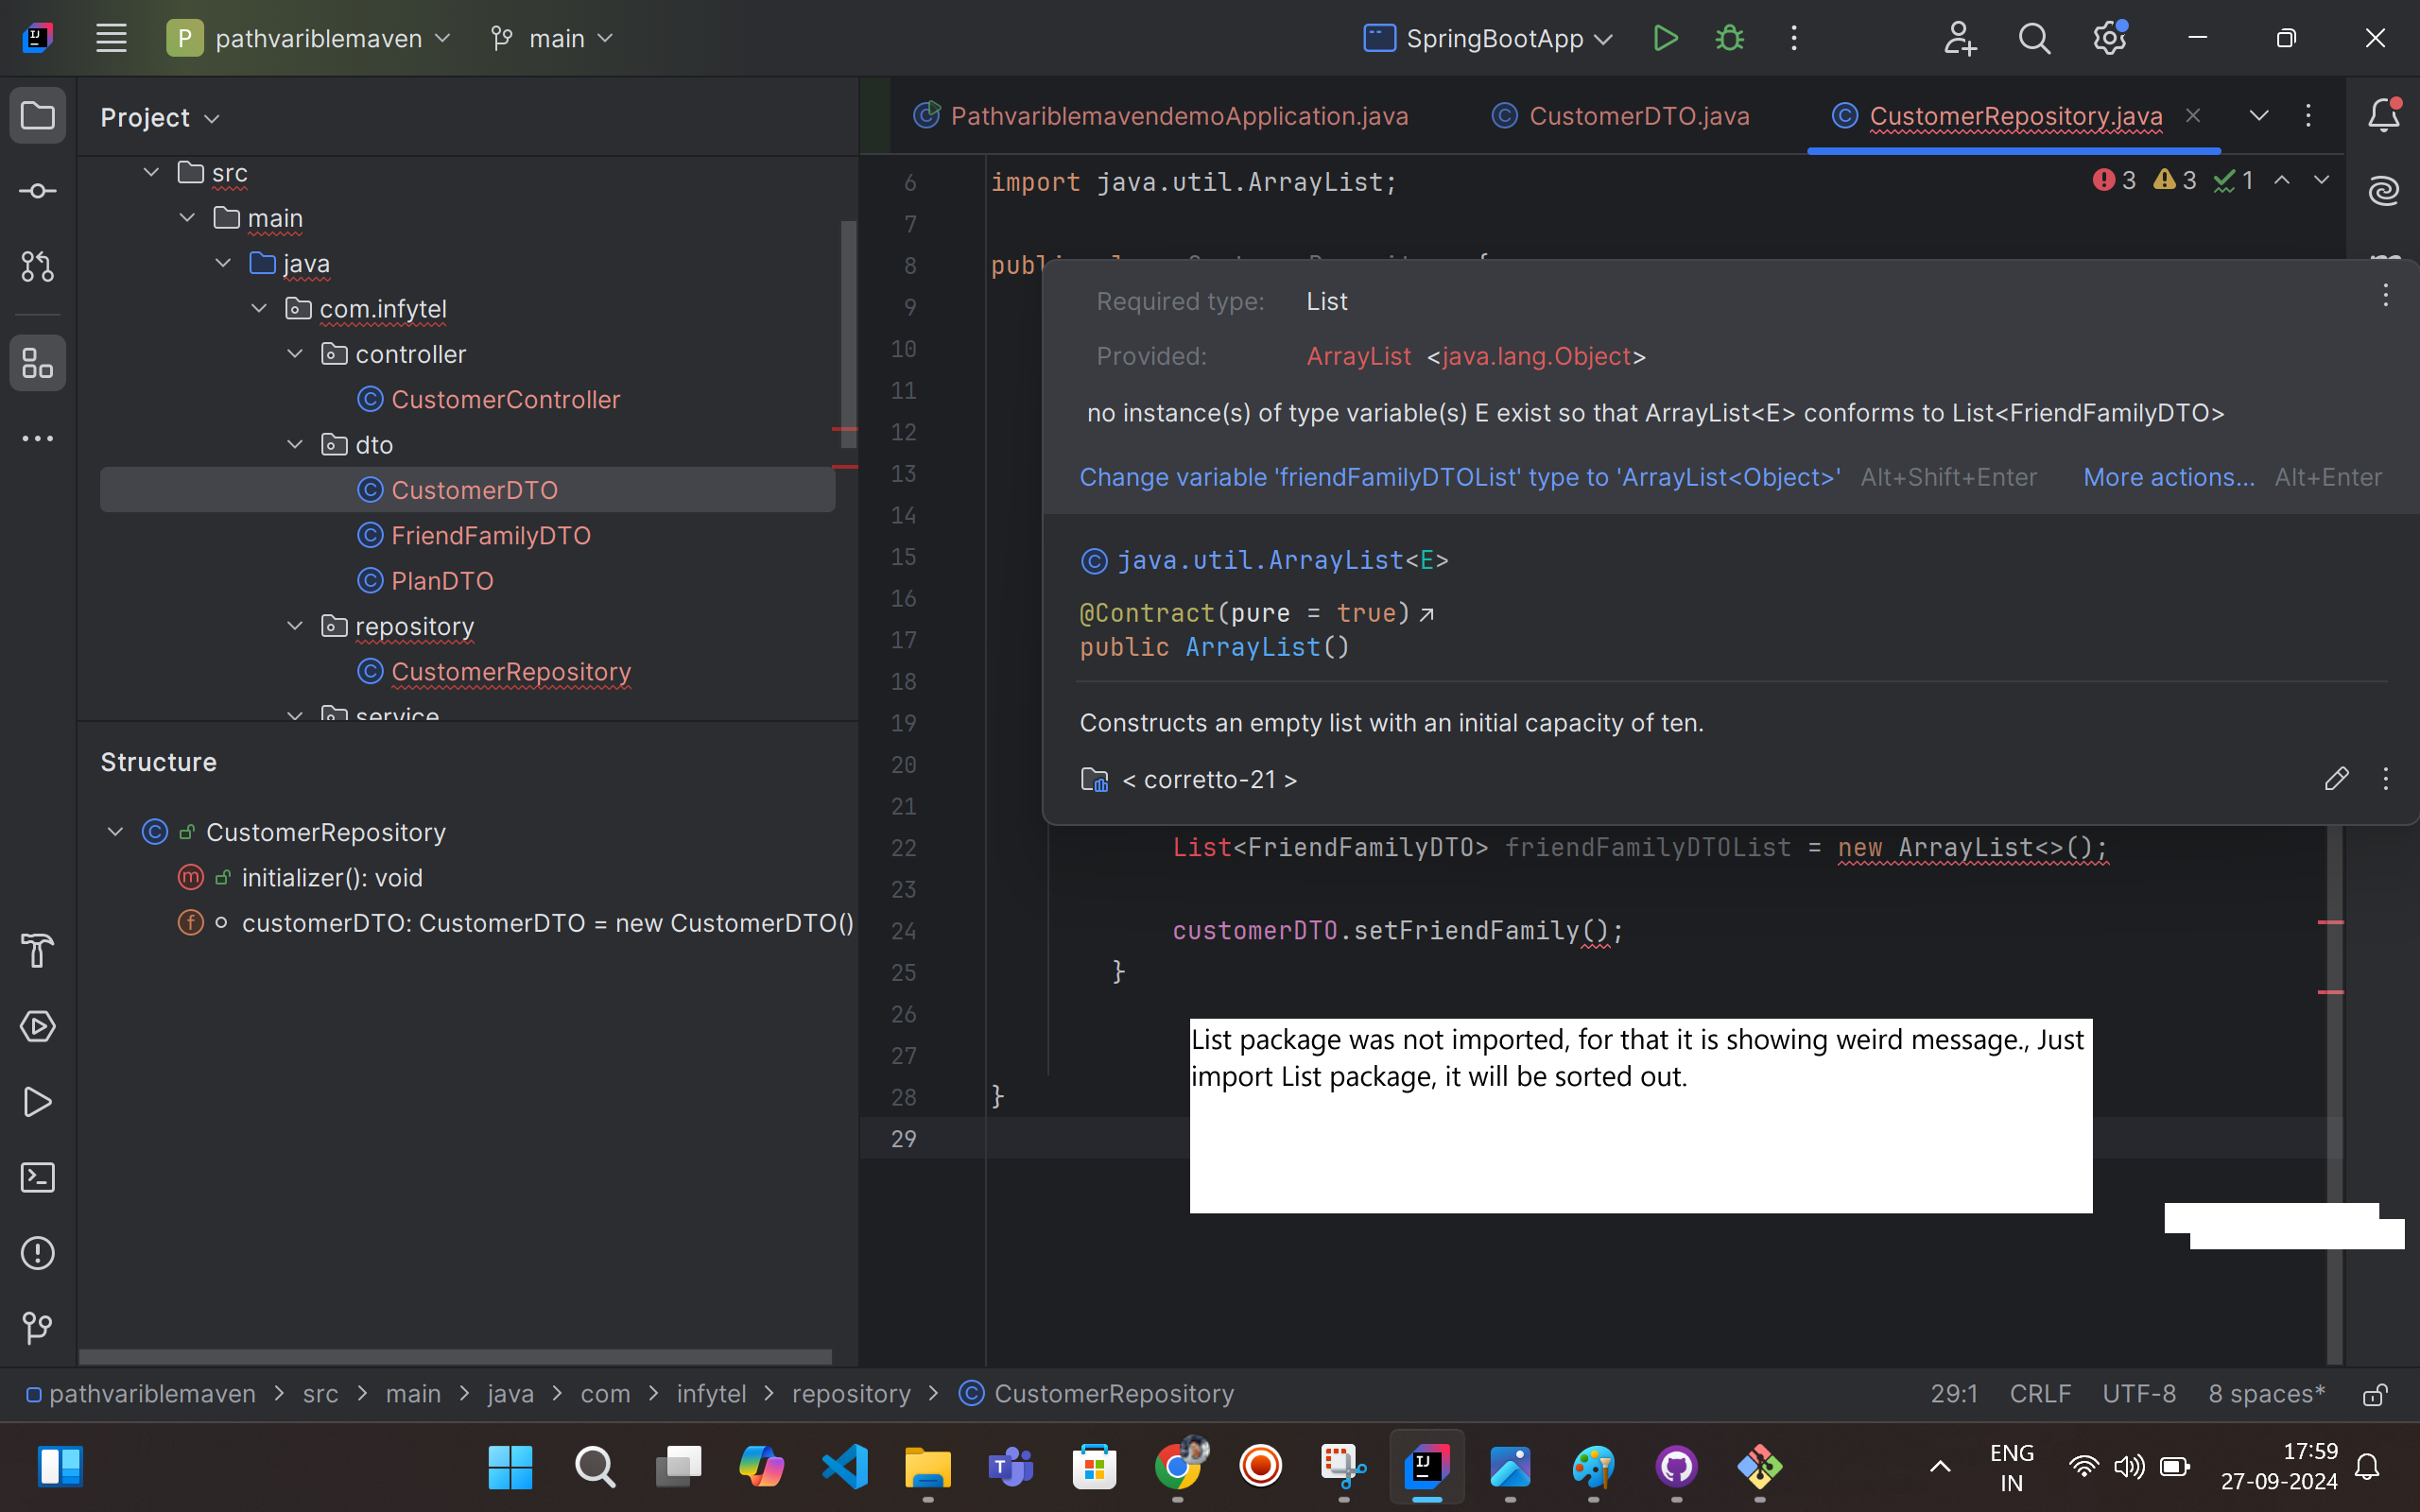 P pathvariblemaven main
SpringBootApp
Project
src
main
java
com.infytel
controller
CustomerController
dto
CustomerDTO
FriendFamilyDTO
PlanDTO
repository
CustomerRepository
service
Structure
CustomerRepository
initializer(): void
customerDTO: CustomerDTO = new CustomerDTO()
PathvariblemavendemoApplication.java CustomerDTO.java CustomerRepository.java
3 3 1
6 import java.util.ArrayList;
7
8
9
10
11
12
13
14
15
16
17
18
19
20
21
Required type: List
Provided: ArrayList <java.lang.Object>
no instance(s) of type variable(s) E exist so that ArrayList<E> conforms to List<FriendFamilyDTO>
Change variable 'friendFamilyDTOList' type to 'ArrayList<Object>' Alt+Shift+Enter More actions... Alt+Enter
java.util.ArrayList<E>
@Contract(pure = true)
public ArrayList()
Constructs an empty list with an initial capacity of ten.
< corretto-21 >
22 List<FriendFamilyDTO> friendFamilyDTOList = new ArrayList<>();
23
24 customerDTO.setFriendFamily();
25 }
26
27
28 }
29
List package was not imported, for that it is showing weird message., Just
import List package, it will be sorted out.
pathvariblemaven > src > main > java > com > infytel > repository > CustomerRepository
29:1 CRLF UTF-8 8 spaces*
ENG
IN
17:59
27-09-2024